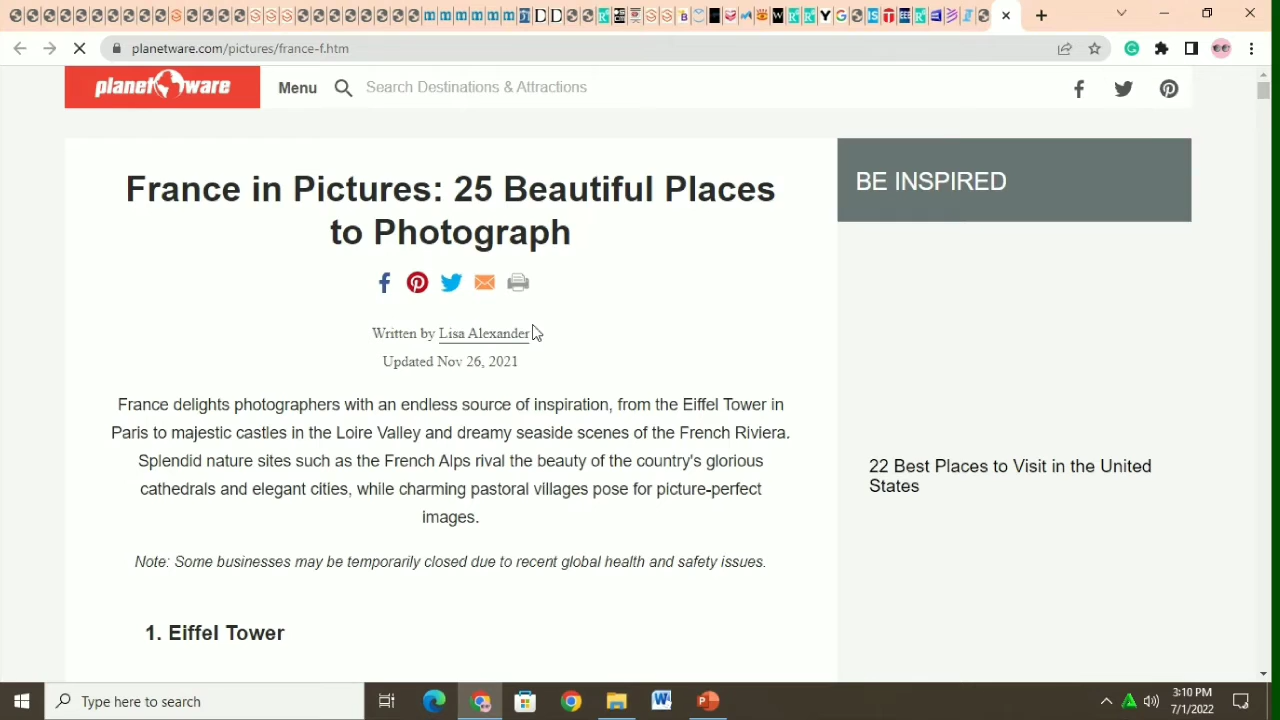 planetware.com/pictures/france-f.htm
planet ware
Menu
Search Destinations & Attractions
France in Pictures: 25 Beautiful Places
to Photograph
BE INSPIRED
Written by Lisa Alexander
Updated Nov 26, 2021
France delights photographers with an endless source of inspiration, from the Eiffel Tower in
Paris to majestic castles in the Loire Valley and dreamy seaside scenes of the French Riviera.
Splendid nature sites such as the French Alps rival the beauty of the country's glorious
cathedrals and elegant cities, while charming pastoral villages pose for picture-perfect
images.
22 Best Places to Visit in the United
States
Note: Some businesses may be temporarily closed due to recent global health and safety issues.
1. Eiffel Tower
Type here to search
3:10 PM
7/1/2022